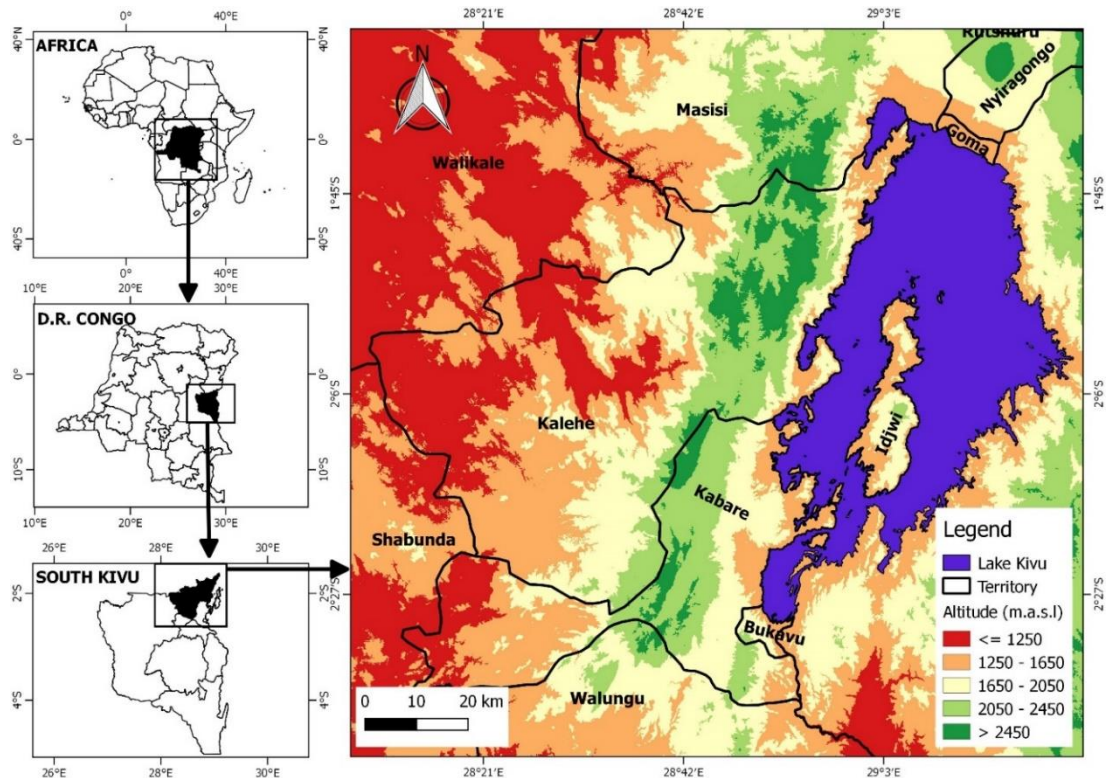 AFRICA
40°N
40°N
0°
0°
40°S
40°S
0°
40°E
10°E
0°
20°E
40°E
30°E
D.R. CONGO
0°
0°
10°S
10°S
10°E
20°E
30°E
26°E
28°E
30°E
SOUTH KIVU
2°S
2°S
4°S
4°S
26°E
28°E
30°E
28°21'E
28°42'E
29°3'E
N
Rutshuru
Nyiragongo
Masisi
Goma
Walikale
1°45'S
1°45'S
2°6'S
2°6'S
Kalehe
Idjwi
Kabare
Shabunda
2°27'S
2°27'S
Bukavu
Walungu
0 10 20 km
Legend
Lake Kivu
Territory
Altitude (m.a.s.l)
<= 1250
1250 - 1650
1650 - 2050
2050 - 2450
> 2450
28°21'E
28°42'E
29°3'E